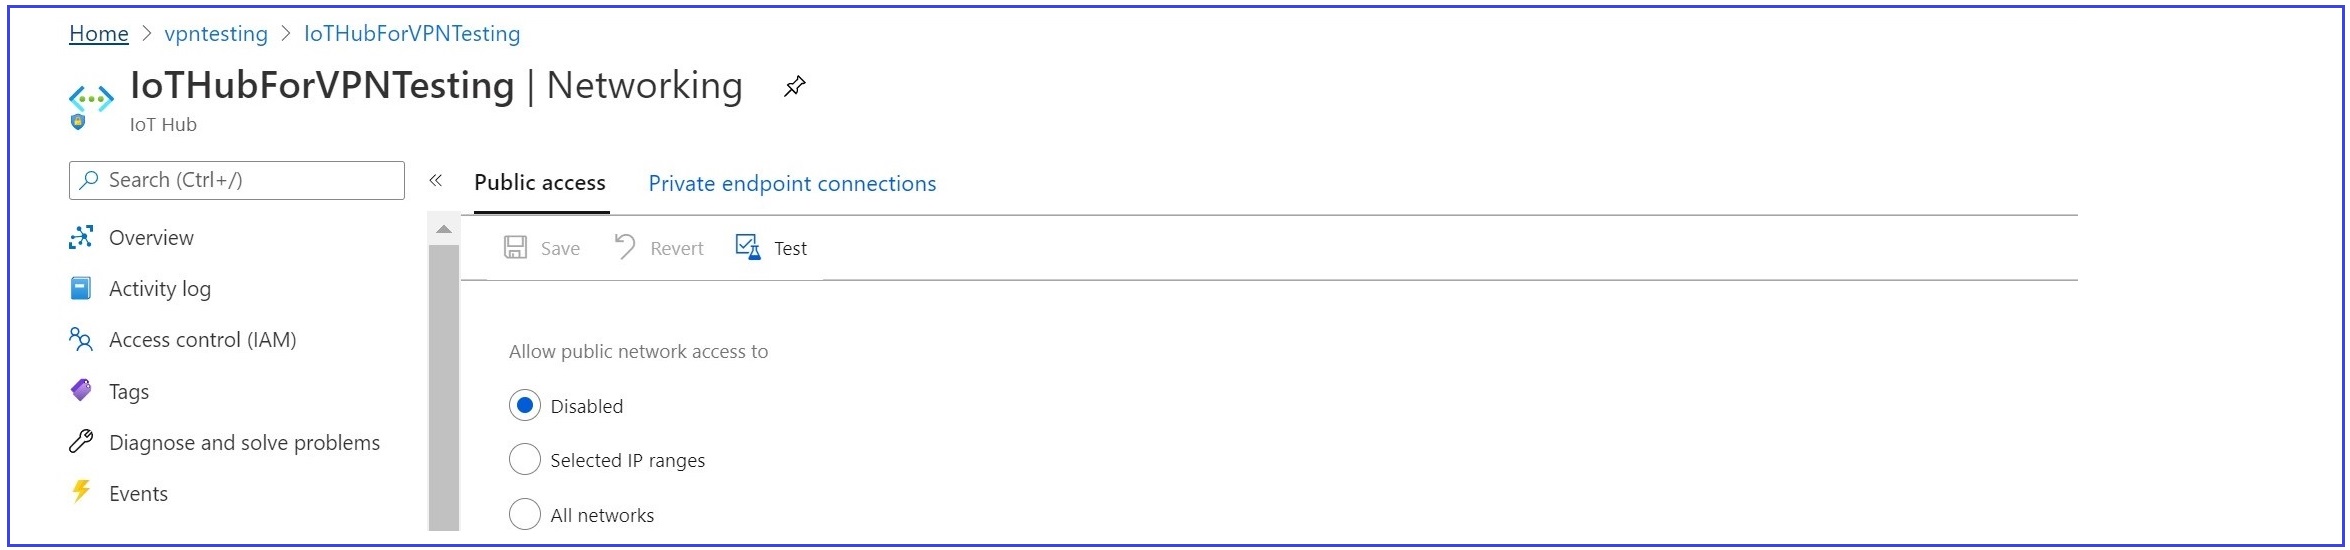 Home > vpntesting > IoTHubForVPNTesting
IoTHubForVPNTesting | Networking
IoT Hub
Search (Ctrl+/)
«
Overview
Activity log
Access control (IAM)
Tags
Diagnose and solve problems
Events
Public access
Private endpoint connections
Save
Revert
Test
Allow public network access to
Disabled
Selected IP ranges
All networks